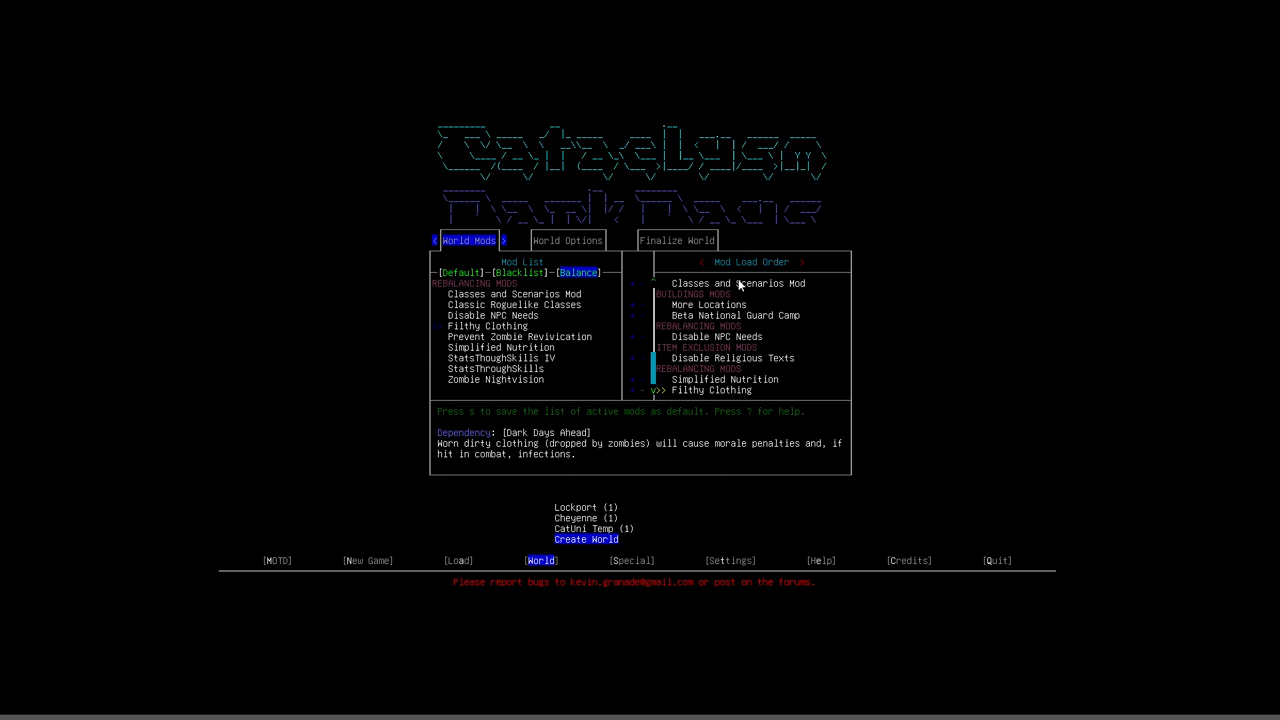 Cataclysm
Dark Days
< World Mods > World Options Finalize World
Mod List < Mod Load Order >
[Default]-[Blacklist]-[Balance]
REBALANCING MODS
Classes and Scenarios Mod
Classic Roguelike Classes
Disable NPC Needs
Filthy Clothing
Prevent Zombie Revivication
Simplified Nutrition
StatsThoughSkills IV
StatsThoughSkills
Zombie Nightvision
Classes and Scenarios Mod
BUILDINGS MODS
More Locations
Beta National Guard Camp
REBALANCING MODS
Disable NPC Needs
ITEM EXCLUSION MODS
Disable Religious Texts
REBALANCING MODS
Simplified Nutrition
+ - v>> Filthy Clothing
Press s to save the list of active mods as default. Press ? for help.
Dependency: [Dark Days Ahead]
Worn dirty clothing (dropped by zombies) will cause morale penalties and, if
hit in combat, infections.
Lockport (1)
Cheyenne (1)
CatUni Temp (1)
Create World
[MOTD] [New Game] [Load] [World] [Special] [Settings] [Help] [Credits] [Quit]
Please report bugs to kevin.granade@gmail.com or post on the forums.